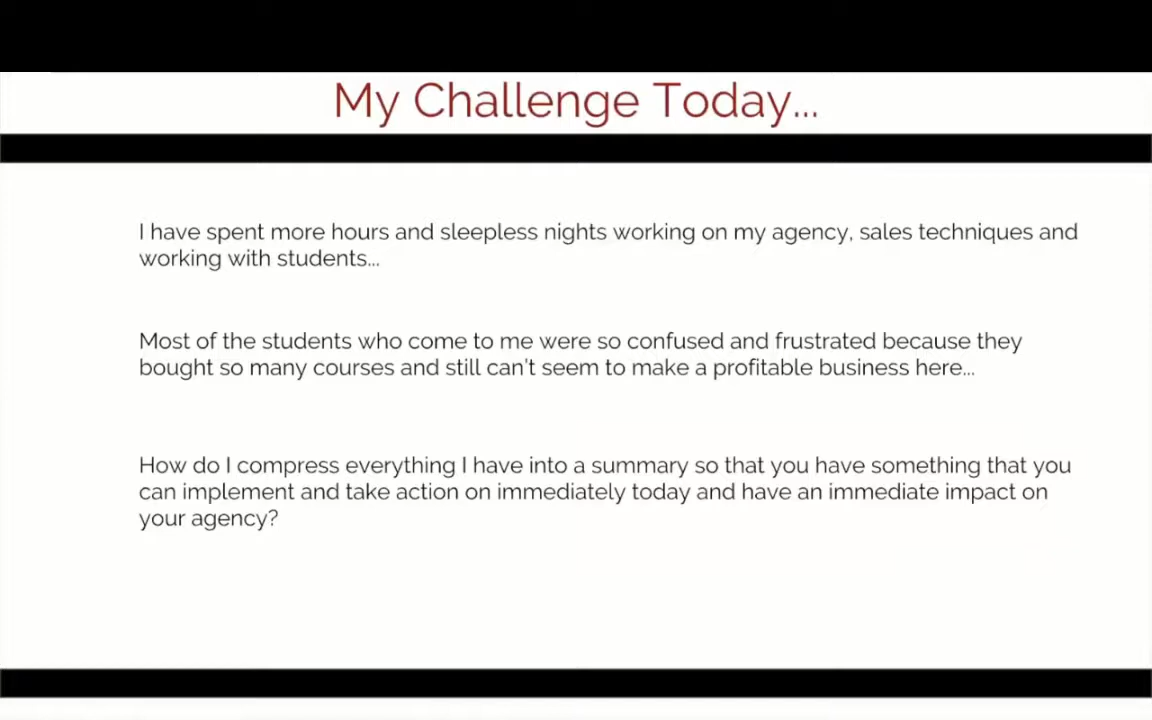 My Challenge Today...
I have spent more hours and sleepless nights working on my agency, sales techniques and
working with students...
Most of the students who come to me were so confused and frustrated because they
bought so many courses and still can't seem to make a profitable business here...
How do I compress everything I have into a summary so that you have something that you
can implement and take action on immediately today and have an immediate impact on
your agency?